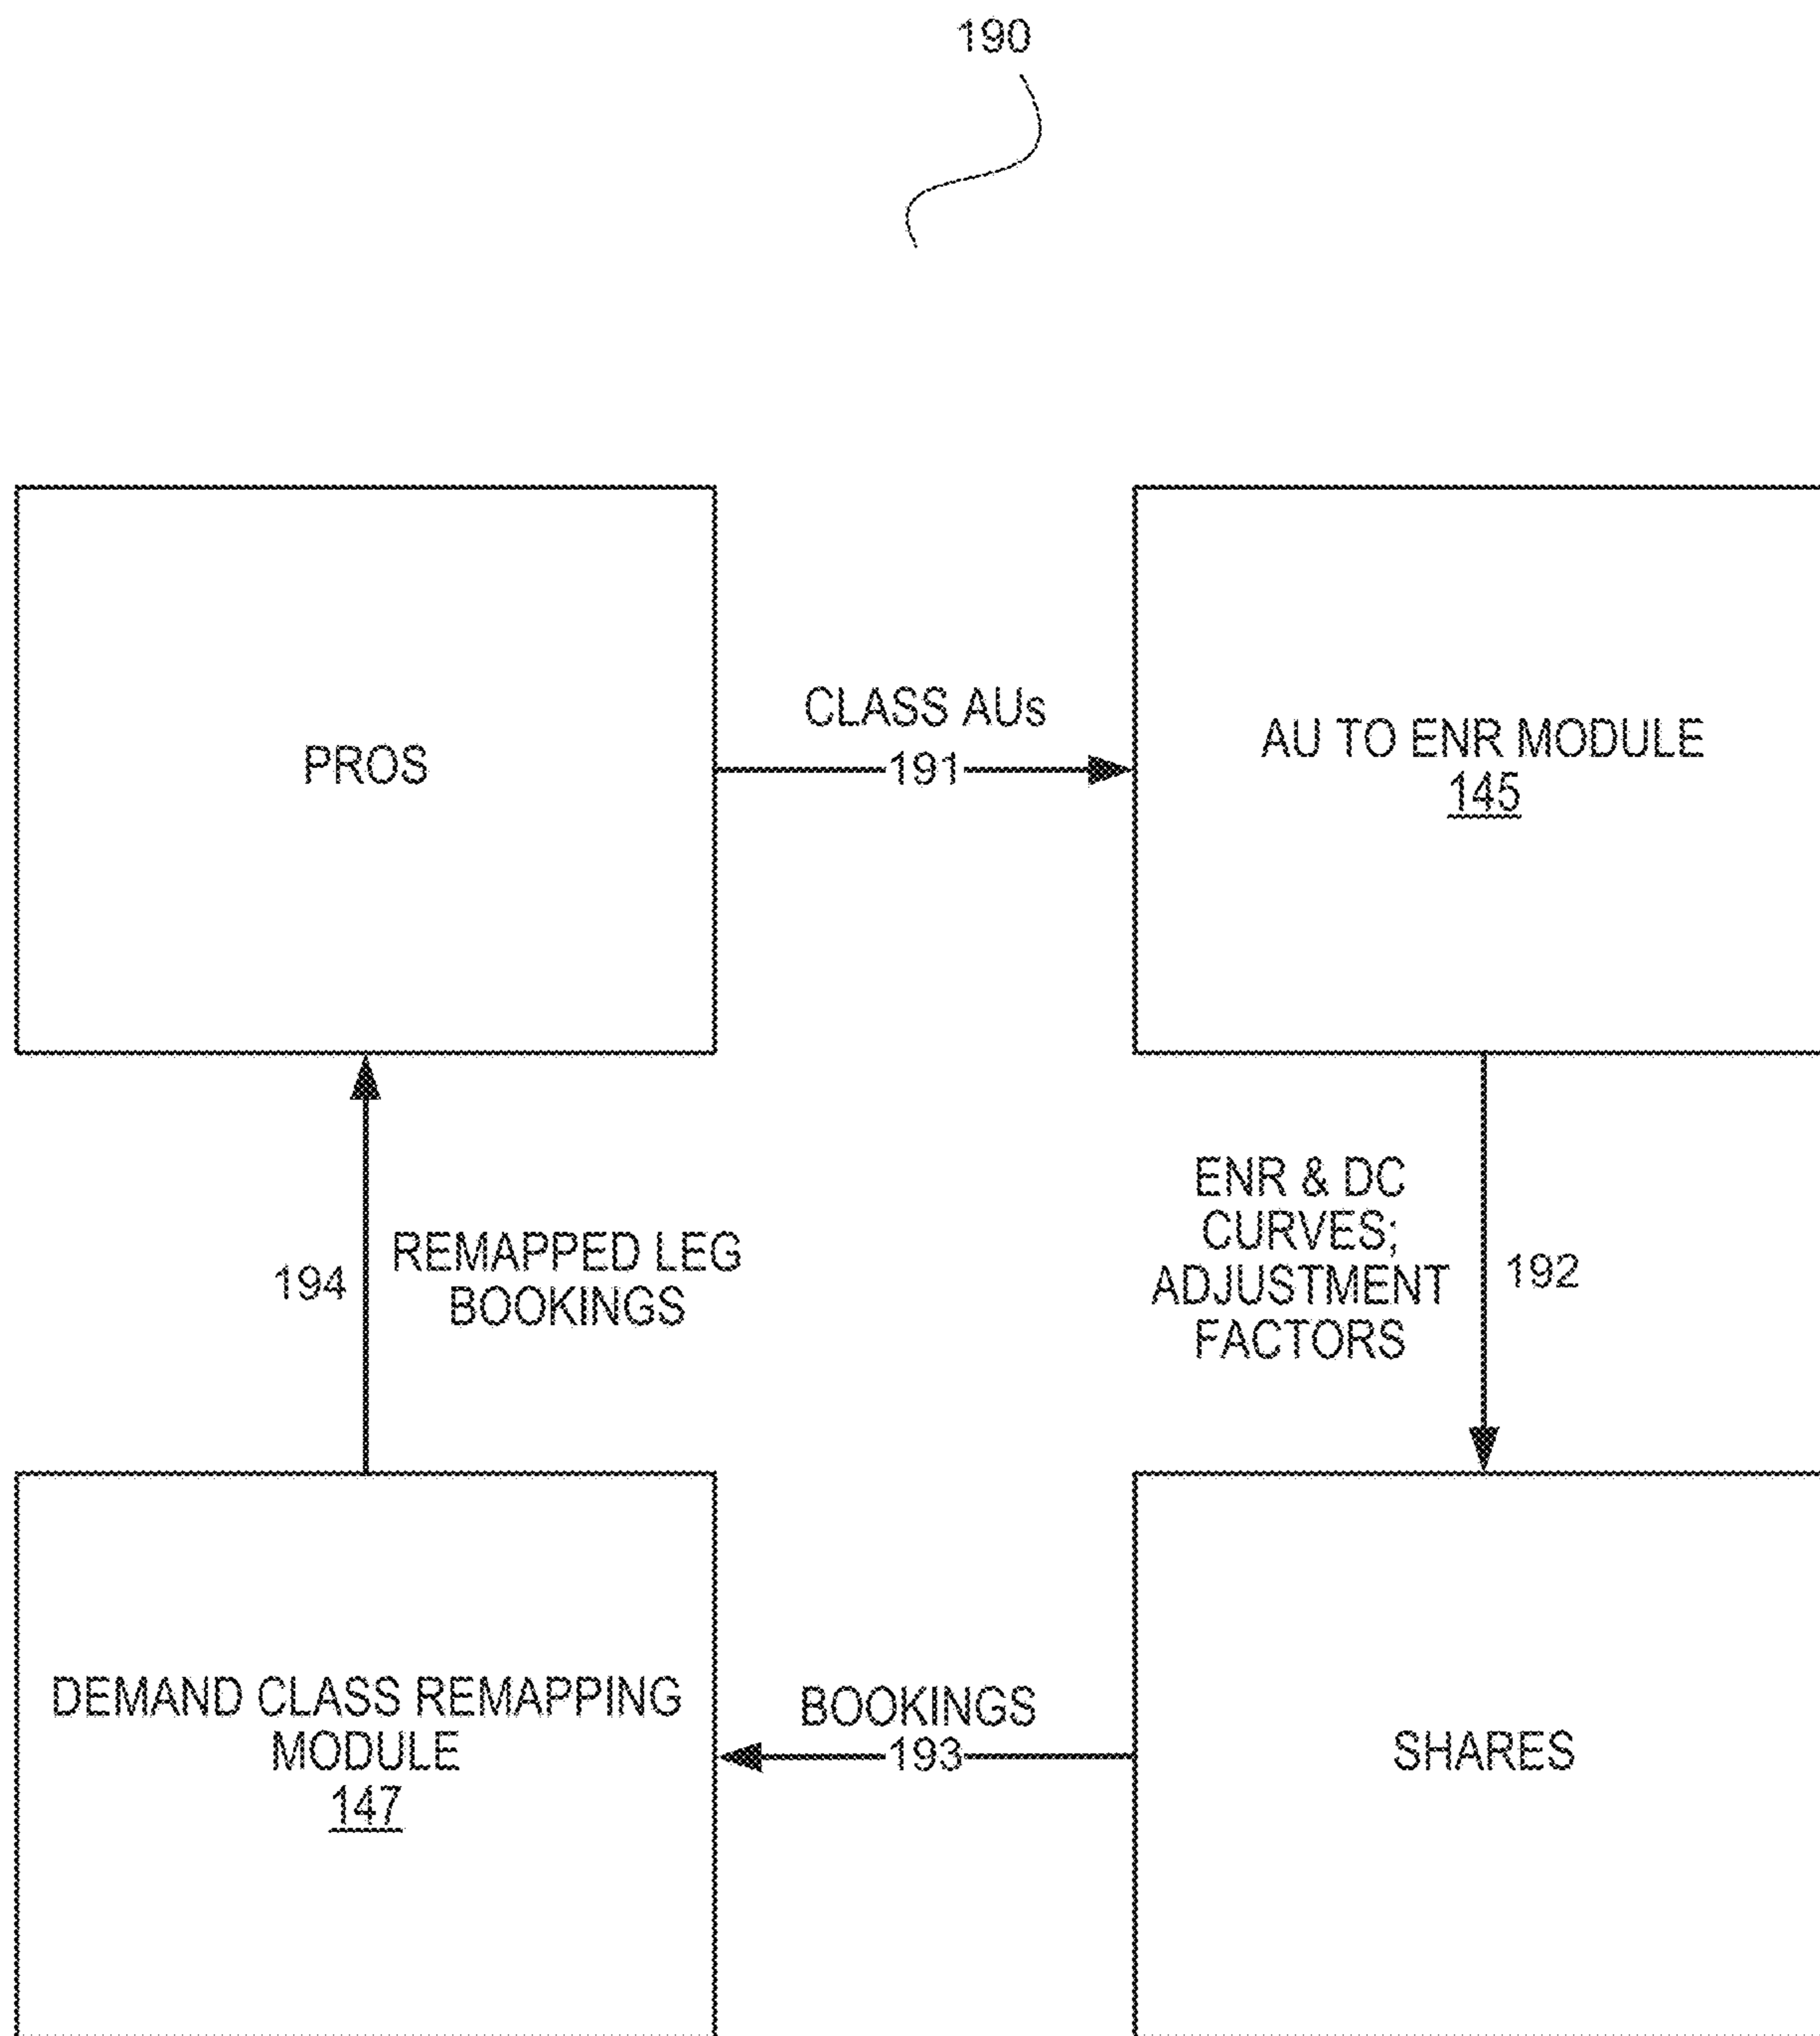 190
PROS
CLASS AUs
191
AU TO ENR MODULE
145
194
REMAPPED LEG
BOOKINGS
ENR & DC
CURVES;
ADJUSTMENT
FACTORS
192
DEMAND CLASS REMAPPING
MODULE
147
BOOKINGS
193
SHARES